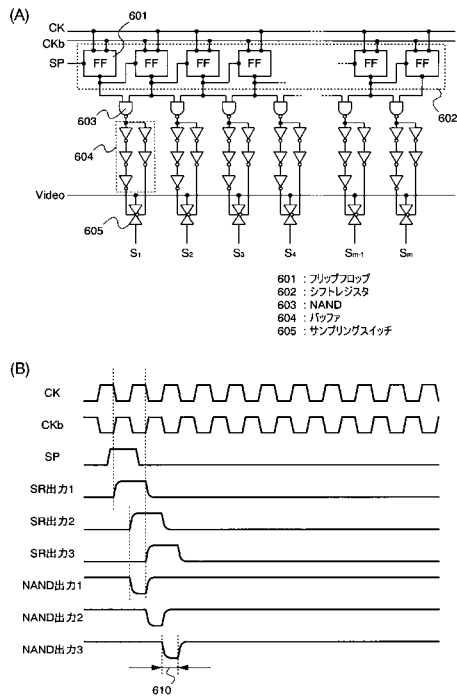 (A)
601
CK
CKb
SP
FF FF FF FF FF FF
602
603
604
Video
605
S1 S2 S3 S4 Sm-1 Sm
601 : フリップフロップ
602 : シフトレジスタ
603 : NAND
604 : バッファ
605 : サンプリングスイッチ
(B)
CK
CKb
SP
SR出力1
SR出力2
SR出力3
NAND出力1
NAND出力2
NAND出力3
610